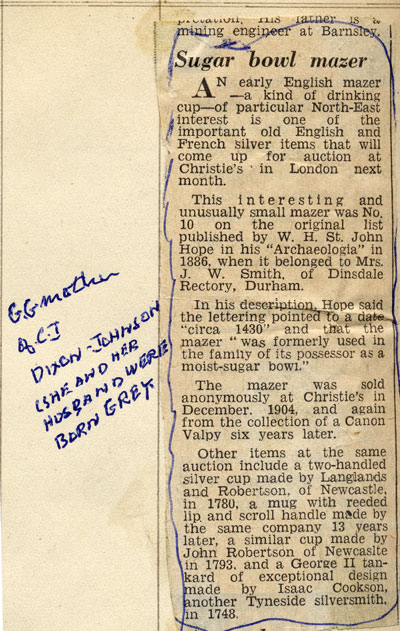 pretation. His father is a
mining engineer at Barnsley.
Sugar bowl mazer
AN early English mazer
—a kind of drinking
cup—of particular North-East
interest is one of the
important old English and
French silver items that will
come up for auction at
Christie's in London next
month.
This interesting and
unusually small mazer was No.
10 on the original list
published by W. H. St. John
Hope in his "Archaeologia" in
1886, when it belonged to Mrs.
J. W. Smith, of Dinsdale
Rectory, Durham.
In his description, Hope said
the lettering pointed to a date
"circa 1430" and that the
mazer "was formerly used in
the family of its possessor as a
moist-sugar bowl."
The mazer was sold
anonymously at Christie's in
December, 1904, and again
from the collection of a Canon
Valpy six years later.
Other items at the same
auction include a two-handled
silver cup made by Langlands
and Robertson, of Newcastle,
in 1780, a mug with reeded
lip and scroll handle made by
the same company 13 years
later, a similar cup made by
John Robertson of Newcaslte
in 1793, and a George II tan-
kard of exceptional design
made by Isaac Cookson,
another Tyneside silversmith,
in 1748.
GGmother
of CJ
DIXON-JOHNSON
(SHE AND HER
HUSBAND WERE
BORN GREY